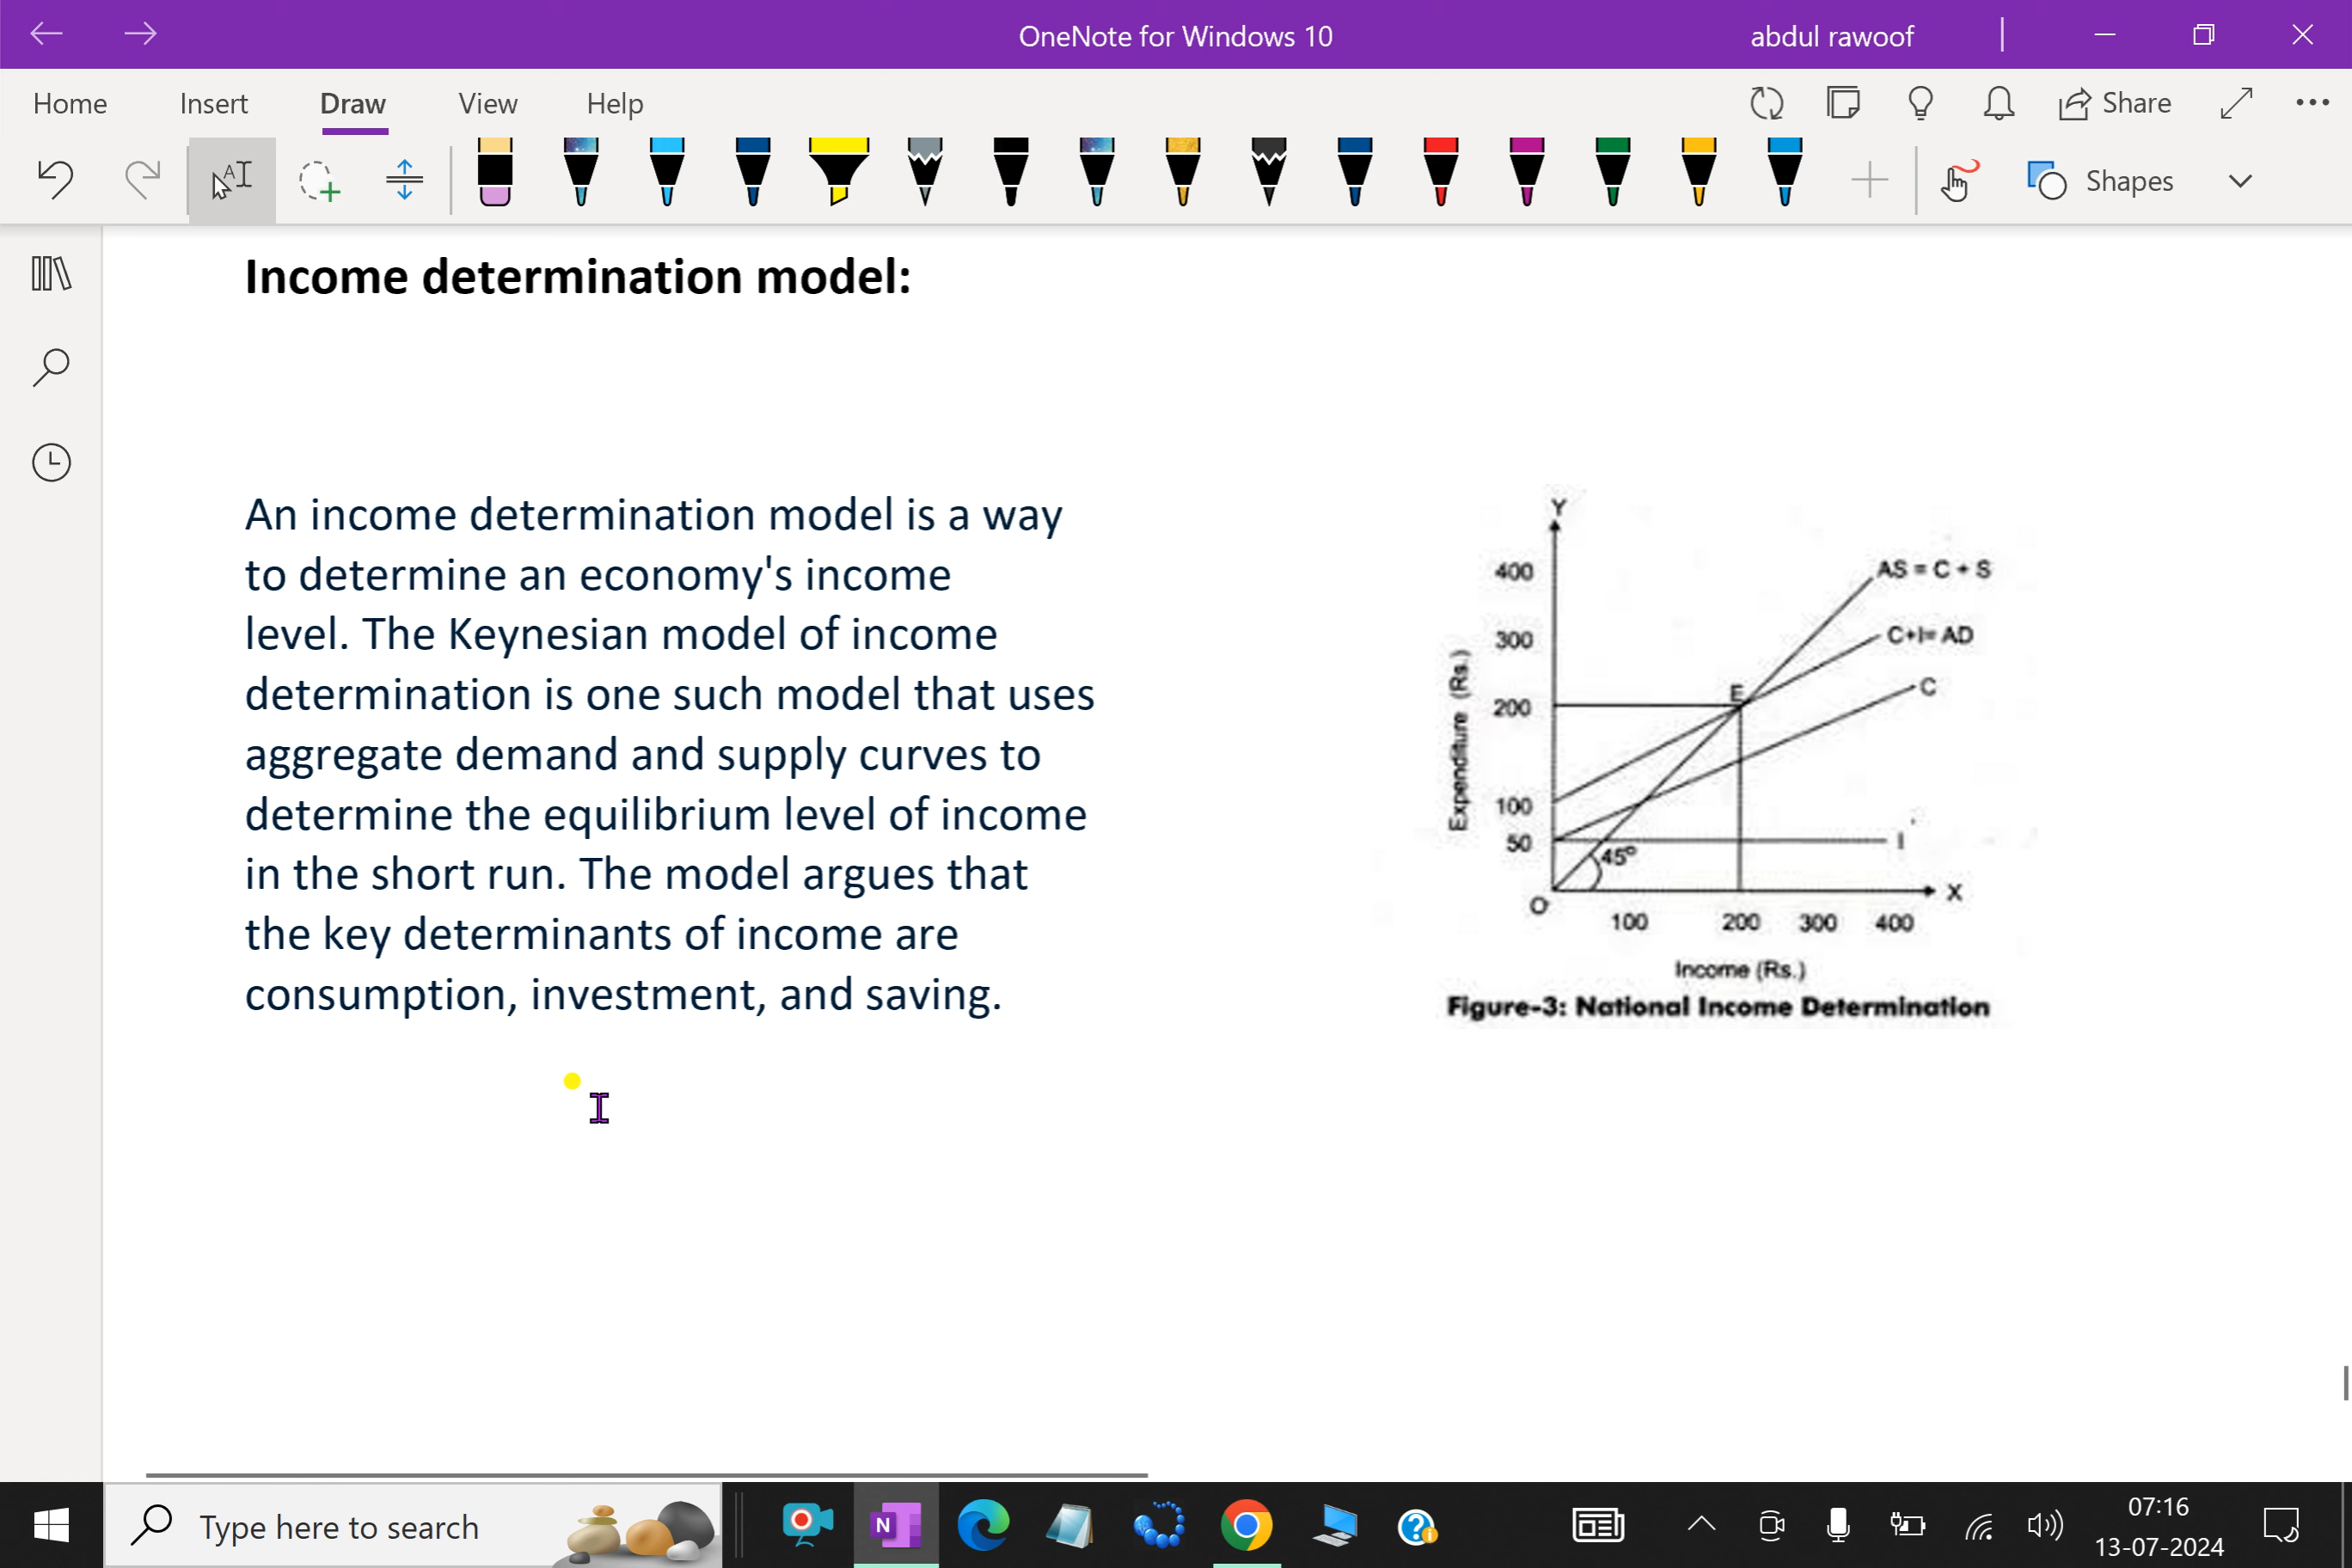 OneNote for Windows 10
abdul rawoof
Home Insert Draw View Help
Share
Shapes
Income determination model:
An income determination model is a way
to determine an economy's income
level. The Keynesian model of income
determination is one such model that uses
aggregate demand and supply curves to
determine the equilibrium level of income
in the short run. The model argues that
the key determinants of income are
consumption, investment, and saving.
Y
400
300
200
100
50
Expenditure (Rs.)
AS = C + S
C+I= AD
C
E
I
45°
O
X
100 200 300 400
Income (Rs.)
Figure-3: National Income Determination
Type here to search
07:16
13-07-2024